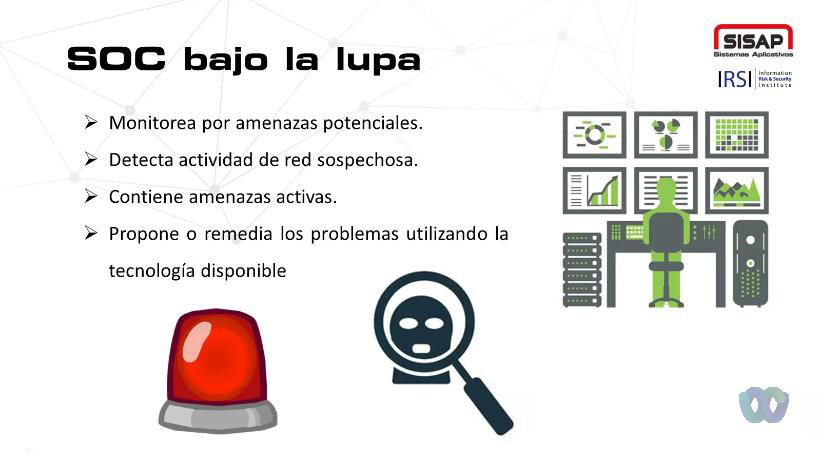 SOC bajo la lupa
SISAP
Sistemas Aplicativos
IRSI Information
Risk & Security
Institute
➢ Monitorea por amenazas potenciales.
➢ Detecta actividad de red sospechosa.
➢ Contiene amenazas activas.
➢ Propone o remedia los problemas utilizando la
tecnología disponible